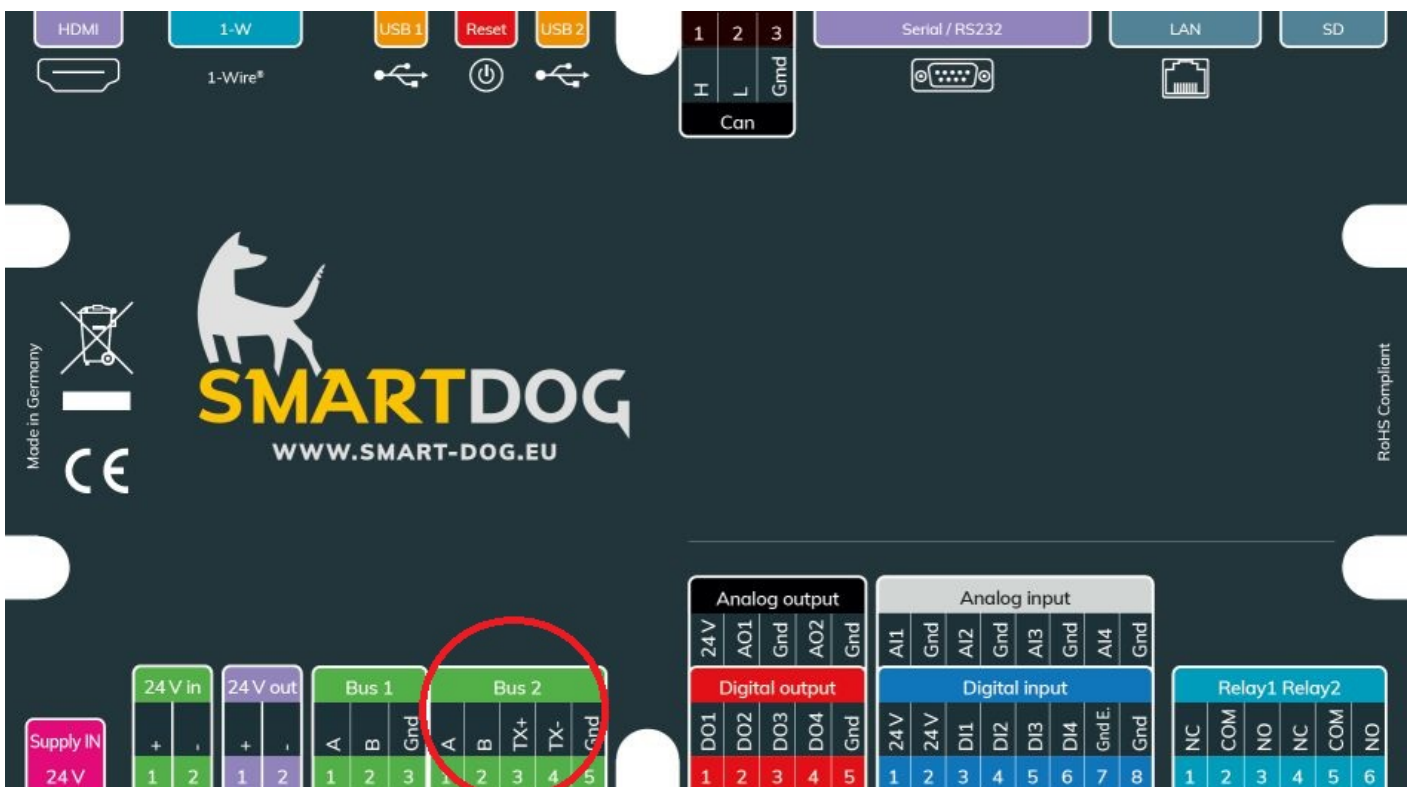 HDMI 1-W USB 1 Reset USB 2 1 2 3 Serial / RS232 LAN SD
1-Wire®
H L Gmd
Can
Made in Germany
RoHS Compliant
CE
SMARTDOG
WWW.SMART-DOG.EU
Analog output Analog input
24 V AO1 Gnd AO2 Gnd AI1 Gnd AI2 Gnd AI3 Gnd AI4 Gnd
24 V in 24 V out Bus 1 Bus 2 Digital output Digital input Relay1 Relay2
+ - + - A B Gnd A B TX+ TX- Gnd DO1 DO2 DO3 DO4 Gnd 24 V 24 V DI1 DI2 DI3 DI4 Gnd E. Gnd NC COM NO NC COM NO
Supply IN
24 V 1 2 1 2 1 2 3 1 2 3 4 5 1 2 3 4 5 1 2 3 4 5 6 7 8 1 2 3 4 5 6